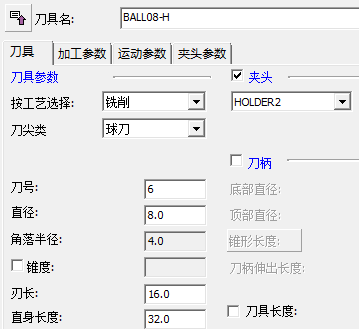 刀具名: BALL08-H
刀具 加工参数 运动参数 夹头参数
刀具参数 夹头
按工艺选择: 铣削 HOLDER2
刀尖类 球刀
刀柄
刀号: 6 底部直径:
直径: 8.0 顶部直径:
角落半径: 4.0 锥形长度:
锥度: 刀柄伸出长度:
刃长: 16.0
直身长度: 32.0 刀具长度: